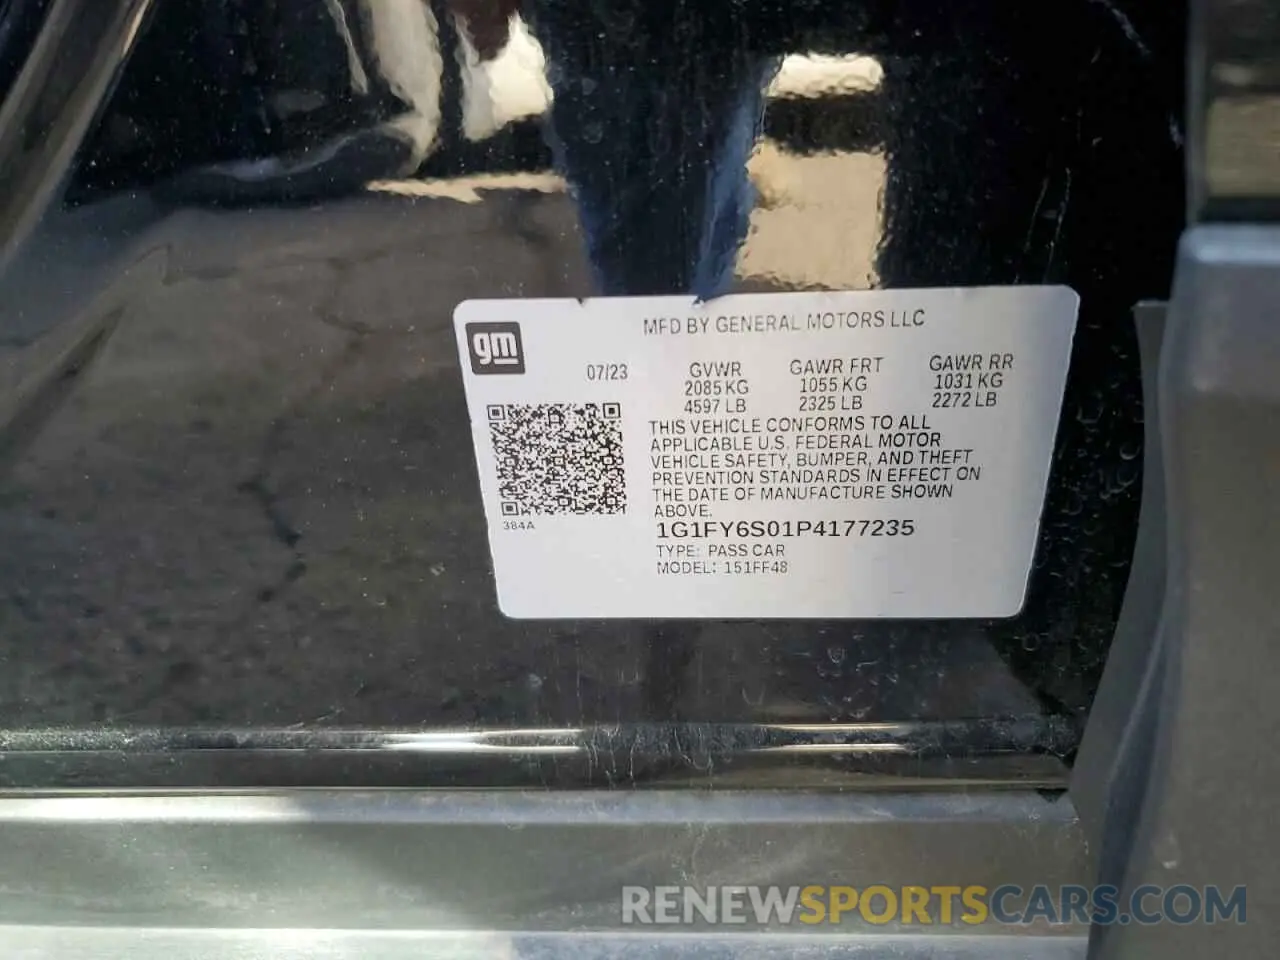 gm
MFD BY GENERAL MOTORS LLC
07/23
GVWR GAWR FRT GAWR RR
2085 KG 1055 KG 1031 KG
4597 LB 2325 LB 2272 LB
THIS VEHICLE CONFORMS TO ALL
APPLICABLE U.S. FEDERAL MOTOR
VEHICLE SAFETY, BUMPER, AND THEFT
PREVENTION STANDARDS IN EFFECT ON
THE DATE OF MANUFACTURE SHOWN
ABOVE.
384A
1G1FY6S01P4177235
TYPE: PASS CAR
MODEL: 151FF48
RENEWSPORTSCARS.COM